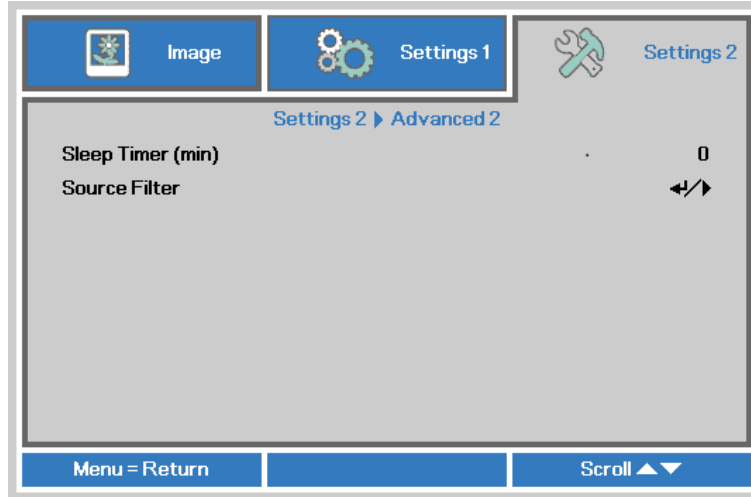 Image
Settings 1
Settings 2
Settings 2 ▶ Advanced 2
Sleep Timer (min) 0
Source Filter ↵/▶
Menu = Return
Scroll ▲▼